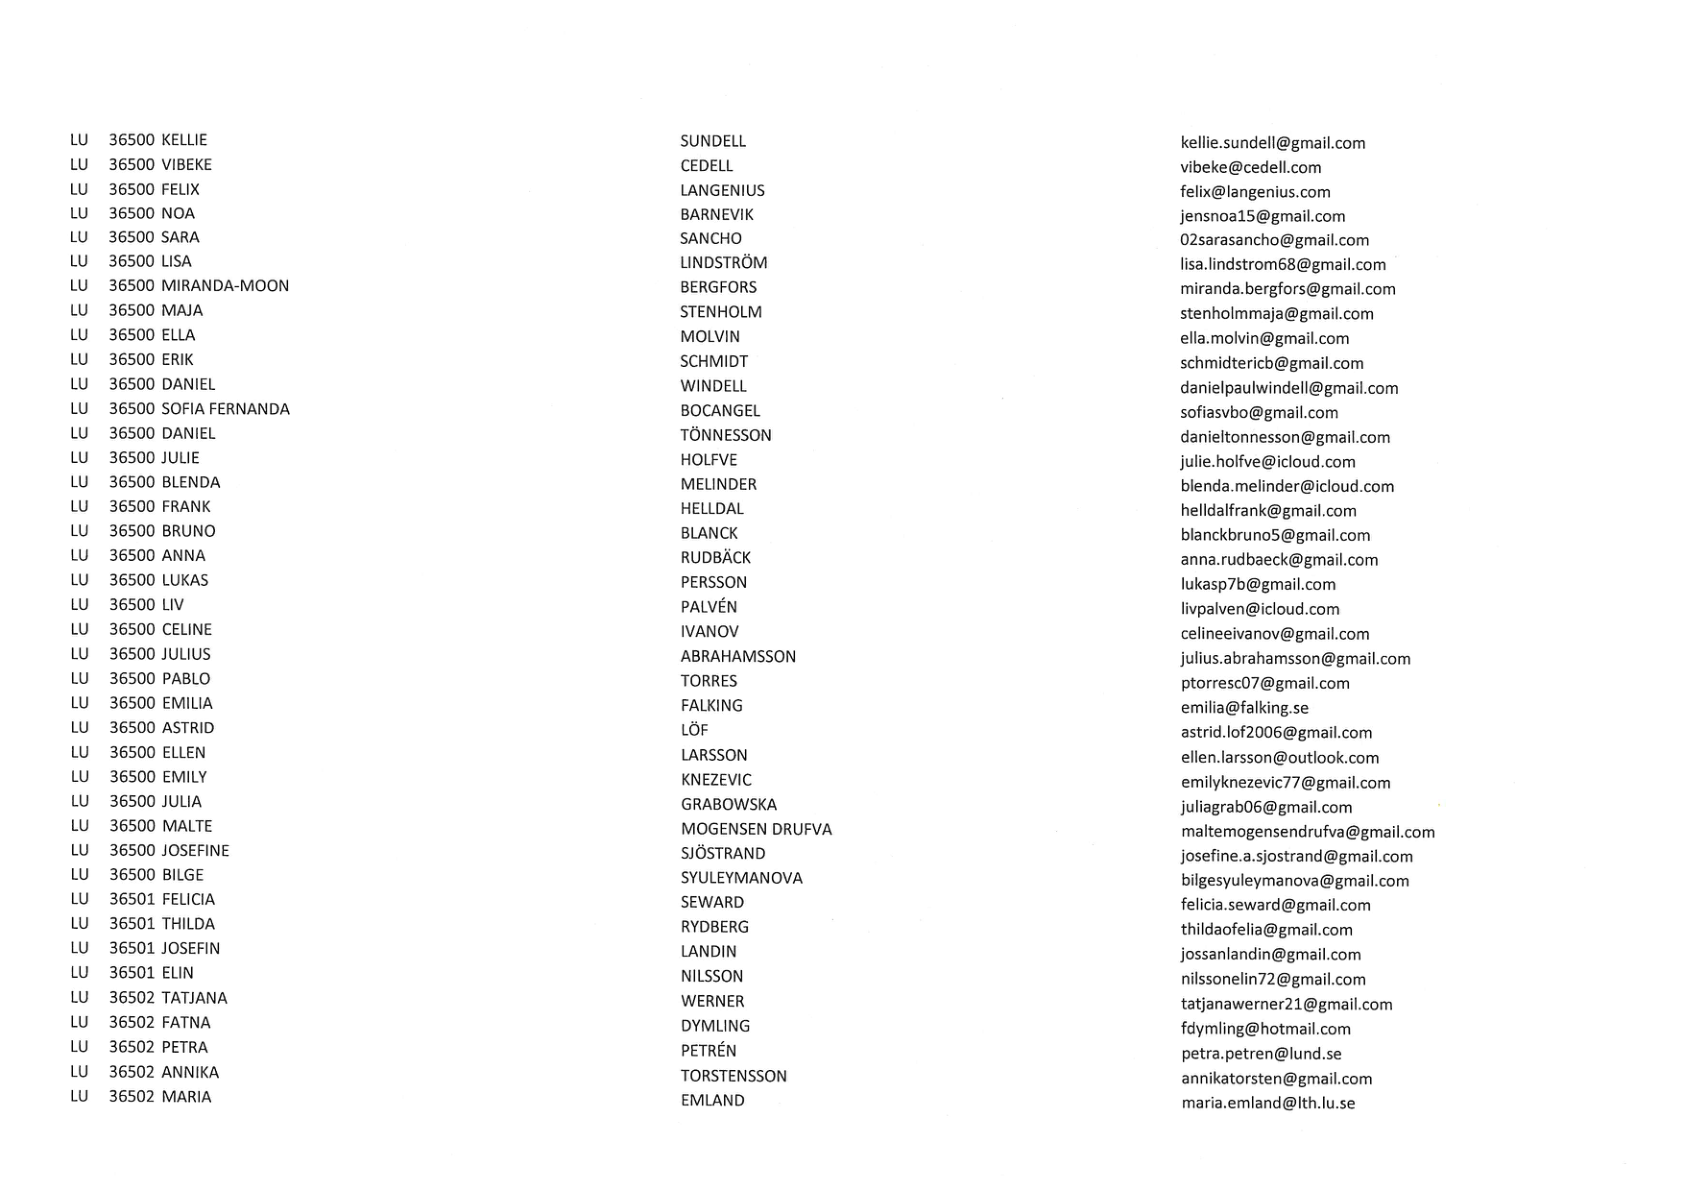 LU 36500 KELLIE SUNDELL kellie.sundell@gmail.com
LU 36500 VIBEKE CEDELL vibeke@cedell.com
LU 36500 FELIX LANGENIUS felix@langenius.com
LU 36500 NOA BARNEVIK jensnoa15@gmail.com
LU 36500 SARA SANCHO 02sarasancho@gmail.com
LU 36500 LISA LINDSTRÖM lisa.lindstrom68@gmail.com
LU 36500 MIRANDA-MOON BERGFORS miranda.bergfors@gmail.com
LU 36500 MAJA STENHOLM stenholmmaja@gmail.com
LU 36500 ELLA MOLVIN ella.molvin@gmail.com
LU 36500 ERIK SCHMIDT schmidtericb@gmail.com
LU 36500 DANIEL WINDELL danielpaulwindell@gmail.com
LU 36500 SOFIA FERNANDA BOCANGEL sofiasvbo@gmail.com
LU 36500 DANIEL TÖNNESSON danieltonnesson@gmail.com
LU 36500 JULIE HOLFVE julie.holfve@icloud.com
LU 36500 BLENDA MELINDER blenda.melinder@icloud.com
LU 36500 FRANK HELLDAL helldalfrank@gmail.com
LU 36500 BRUNO BLANCK blanckbruno5@gmail.com
LU 36500 ANNA RUDBÄCK anna.rudbaeck@gmail.com
LU 36500 LUKAS PERSSON lukasp7b@gmail.com
LU 36500 LIV PALVÉN livpalven@icloud.com
LU 36500 CELINE IVANOV celineeivanov@gmail.com
LU 36500 JULIUS ABRAHAMSSON julius.abrahamsson@gmail.com
LU 36500 PABLO TORRES ptorresc07@gmail.com
LU 36500 EMILIA FALKING emilia@falking.se
LU 36500 ASTRID LÖF astrid.lof2006@gmail.com
LU 36500 ELLEN LARSSON ellen.larsson@outlook.com
LU 36500 EMILY KNEZEVIC emilyknezevic77@gmail.com
LU 36500 JULIA GRABOWSKA juliagrab06@gmail.com
LU 36500 MALTE MOGENSEN DRUFVA maltemogensendrufva@gmail.com
LU 36500 JOSEFINE SJÖSTRAND josefine.a.sjostrand@gmail.com
LU 36500 BILGE SYULEYMANOVA bilgesyuleymanova@gmail.com
LU 36501 FELICIA SEWARD felicia.seward@gmail.com
LU 36501 THILDA RYDBERG thildaofelia@gmail.com
LU 36501 JOSEFIN LANDIN jossanlandin@gmail.com
LU 36501 ELIN NILSSON nilssonelin72@gmail.com
LU 36502 TATJANA WERNER tatjanawerner21@gmail.com
LU 36502 FATNA DYMLING fdymling@hotmail.com
LU 36502 PETRA PETRÉN petra.petren@lund.se
LU 36502 ANNIKA TORSTENSSON annikatorsten@gmail.com
LU 36502 MARIA EMLAND maria.emland@lth.lu.se